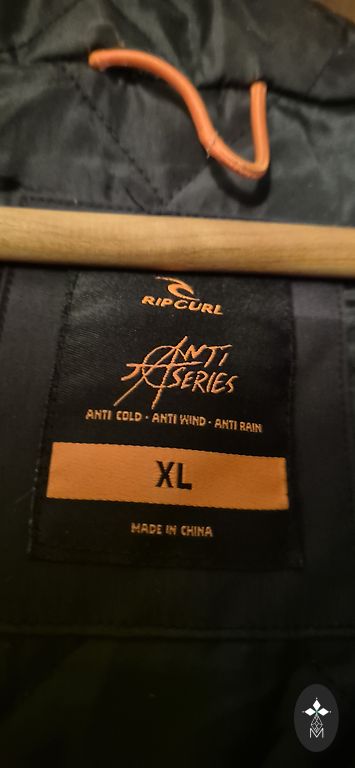 RIP CURL
ANTI
SERIES
ANTI COLD · ANTI WIND · ANTI RAIN
XL
MADE IN CHINA
M